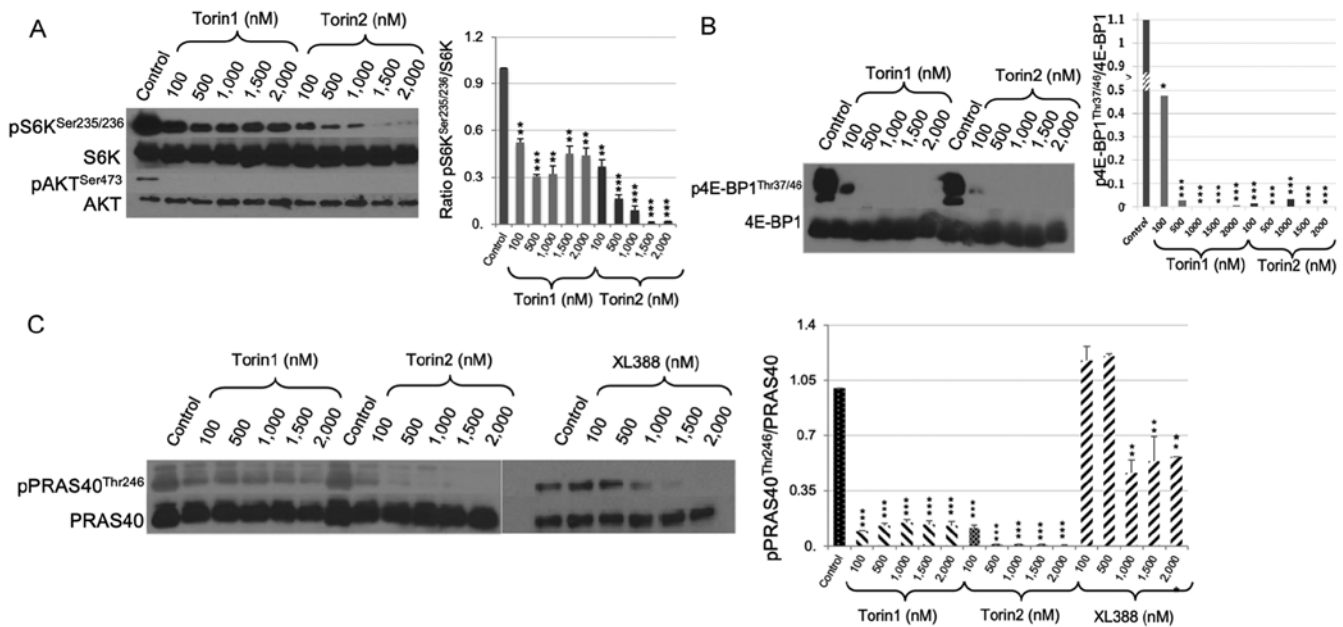 A
Torin1 (nM) Torin2 (nM)
Control 100 500 1,000 1,500 2,000 100 500 1,000 1,500 2,000
pS6K^Ser235/236
S6K
pAKT^Ser473
AKT
Ratio pS6K^Ser235/236/S6K
1.2
0.9
0.6
0.3
0.
** *** ** ** ** ** *** *** *** ***
Control 100 500 1,000 1,500 2,000 100 500 1,000 1,500 2,000
Torin1 (nM) Torin2 (nM)
B
Torin1 (nM) Torin2 (nM)
Control 100 500 1,000 1,500 2,000 Control 100 500 1,000 1,500 2,000
p4E-BP1^Thr37/46
4E-BP1
p4E-BP1^Thr37/46/4E-BP1
1.1
1
0.9
0.5
0.4
0.3
0.2
0.1
0
* *** *** *** *** *** *** *** *** ***
Control 100 500 1000 1500 2000 100 500 1000 1500 2000
Torin1 (nM) Torin2 (nM)
C
Torin1 (nM) Torin2 (nM) XL388 (nM)
Control 100 500 1,000 1,500 2,000 Control 100 500 1,000 1,500 2,000 Control 100 500 1,000 1,500 2,000
pPRAS40^Thr246
PRAS40
pPRAS40^Thr246/PRAS40
1.4
1.05
0.7
0.35
0.
*** *** *** *** *** *** *** *** *** *** ** ** **
Control 100 500 1,000 1,500 2,000 100 500 1,000 1,500 2,000 100 500 1,000 1,500 2,000
Torin1 (nM) Torin2 (nM) XL388 (nM)